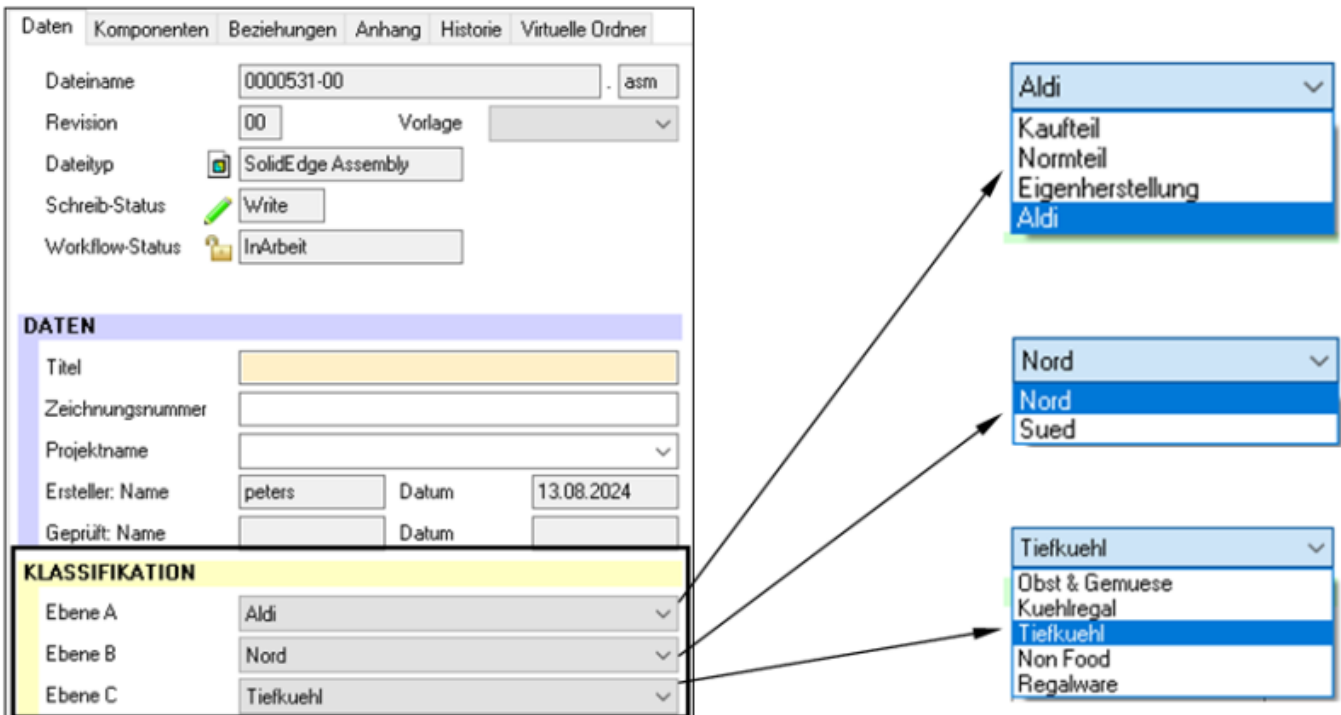 Daten Komponenten Beziehungen Anhang Historie Virtuelle Ordner
Dateiname 0000531-00 . asm
Revision 00 Vorlage
Dateityp SolidEdge Assembly
Schreib-Status Write
Workflow-Status InArbeit
DATEN
Titel
Zeichnungsnummer
Projektname
Ersteller: Name peters Datum 13.08.2024
Geprüft: Name Datum
KLASSIFIKATION
Ebene A Aldi
Ebene B Nord
Ebene C Tiefkuehl
Aldi
Kaufteil
Normteil
Eigenherstellung
Aldi
Nord
Nord
Sued
Tiefkuehl
Obst & Gemuese
Kuehlregal
Tiefkuehl
Non Food
Regalware